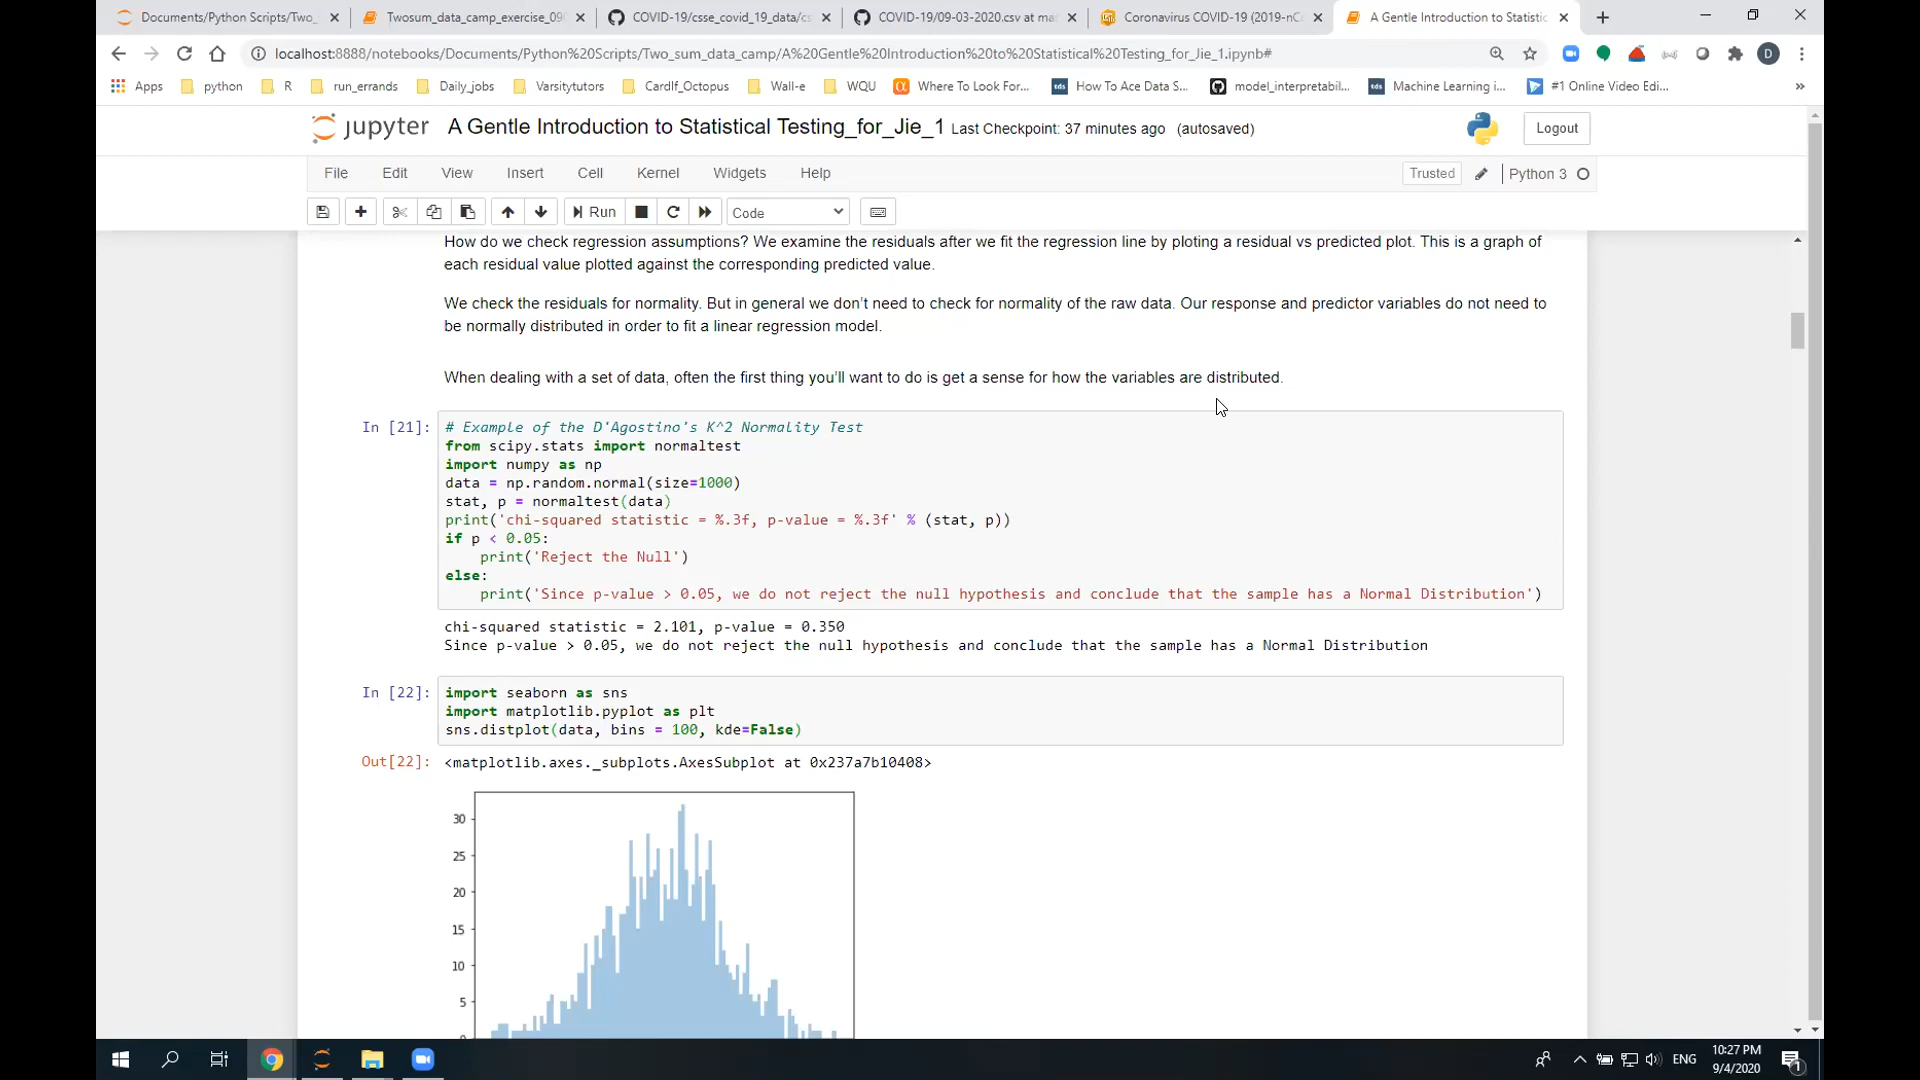 Documents/Python Scripts/Two_
Twosum_data_camp_exercise_09
COVID-19/csse_covid_19_data/cs
COVID-19/09-03-2020.csv at ma
Coronavirus COVID-19 (2019-nC
A Gentle Introduction to Statistic
localhost:8888/notebooks/Documents/Python%20Scripts/Two_sum_data_camp/A%20Gentle%20Introduction%20to%20Statistical%20Testing_for_Jie_1.ipynb#
D
Apps
python
R
run_errands
Daily_jobs
Varsitytutors
Cardlf_Octopus
Wall-e
WQU
Where To Look For...
tds How To Ace Data S...
model_interpretabil...
tds Machine Learning i...
#1 Online Video Edi...
»
jupyter A Gentle Introduction to Statistical Testing_for_Jie_1 Last Checkpoint: 37 minutes ago (autosaved)
Logout
File Edit View Insert Cell Kernel Widgets Help
Trusted Python 3
Run Code
How do we check regression assumptions? We examine the residuals after we fit the regression line by ploting a residual vs predicted plot. This is a graph of
each residual value plotted against the corresponding predicted value.
We check the residuals for normality. But in general we don't need to check for normality of the raw data. Our response and predictor variables do not need to
be normally distributed in order to fit a linear regression model.
When dealing with a set of data, often the first thing you'll want to do is get a sense for how the variables are distributed.
In [21]:
# Example of the D'Agostino's K^2 Normality Test
from scipy.stats import normaltest
import numpy as np
data = np.random.normal(size=1000)
stat, p = normaltest(data)
print('chi-squared statistic = %.3f, p-value = %.3f' % (stat, p))
if p < 0.05:
    print('Reject the Null')
else:
    print('Since p-value > 0.05, we do not reject the null hypothesis and conclude that the sample has a Normal Distribution')
chi-squared statistic = 2.101, p-value = 0.350
Since p-value > 0.05, we do not reject the null hypothesis and conclude that the sample has a Normal Distribution
In [22]:
import seaborn as sns
import matplotlib.pyplot as plt
sns.distplot(data, bins = 100, kde=False)
Out[22]: <matplotlib.axes._subplots.AxesSubplot at 0x237a7b10408>
30
25
20
15
10
5
ENG
10:27 PM
9/4/2020
1